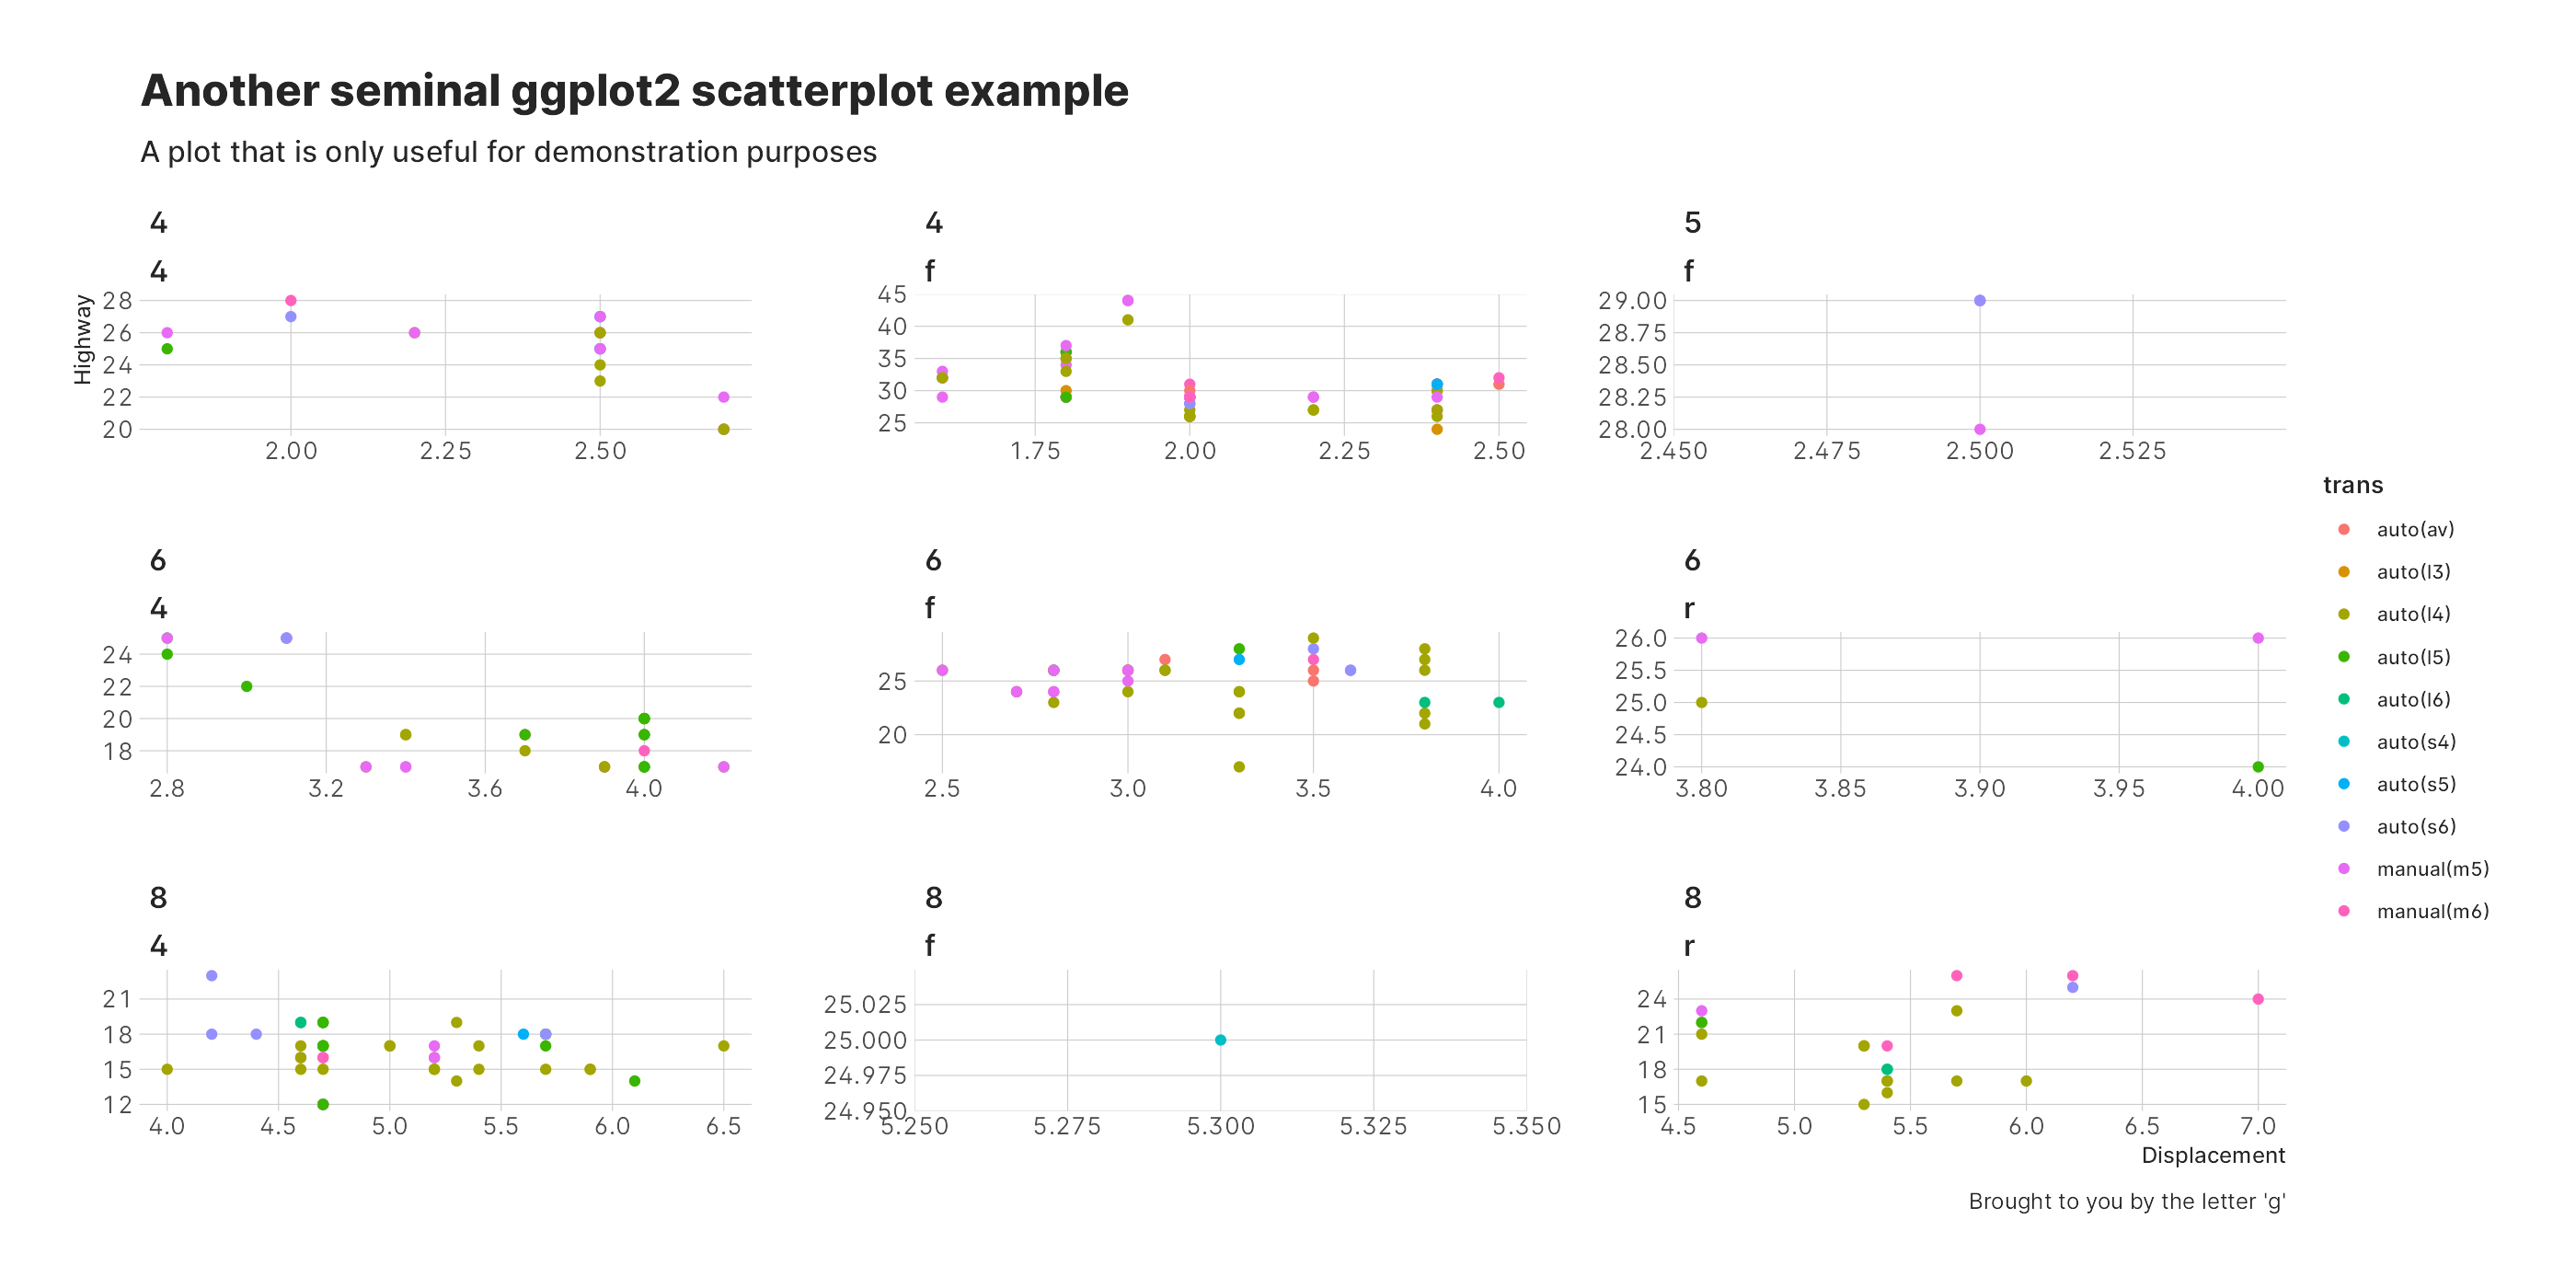 Another seminal ggplot2 scatterplot example
A plot that is only useful for demonstration purposes
4
4
Highway
28
26
24
22
20
2.00 2.25 2.50
4
f
45
40
35
30
25
1.75 2.00 2.25 2.50
5
f
29.00
28.75
28.50
28.25
28.00
2.450 2.475 2.500 2.525
6
4
24
22
20
18
2.8 3.2 3.6 4.0
6
f
25
20
2.5 3.0 3.5 4.0
6
r
26.0
25.5
25.0
24.5
24.0
3.80 3.85 3.90 3.95 4.00
8
4
21
18
15
12
4.0 4.5 5.0 5.5 6.0 6.5
8
f
25.025
25.000
24.975
24.950
5.250 5.275 5.300 5.325 5.350
8
r
24
21
18
15
4.5 5.0 5.5 6.0 6.5 7.0
Displacement
trans
auto(av)
auto(l3)
auto(l4)
auto(l5)
auto(l6)
auto(s4)
auto(s5)
auto(s6)
manual(m5)
manual(m6)
Brought to you by the letter 'g'